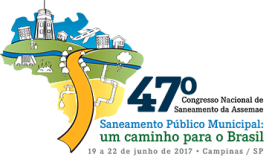 47º
Congresso Nacional de
Saneamento da Assemae
Saneamento Público Municipal:
um caminho para o Brasil
19 a 22 de junho de 2017 • Campinas / SP